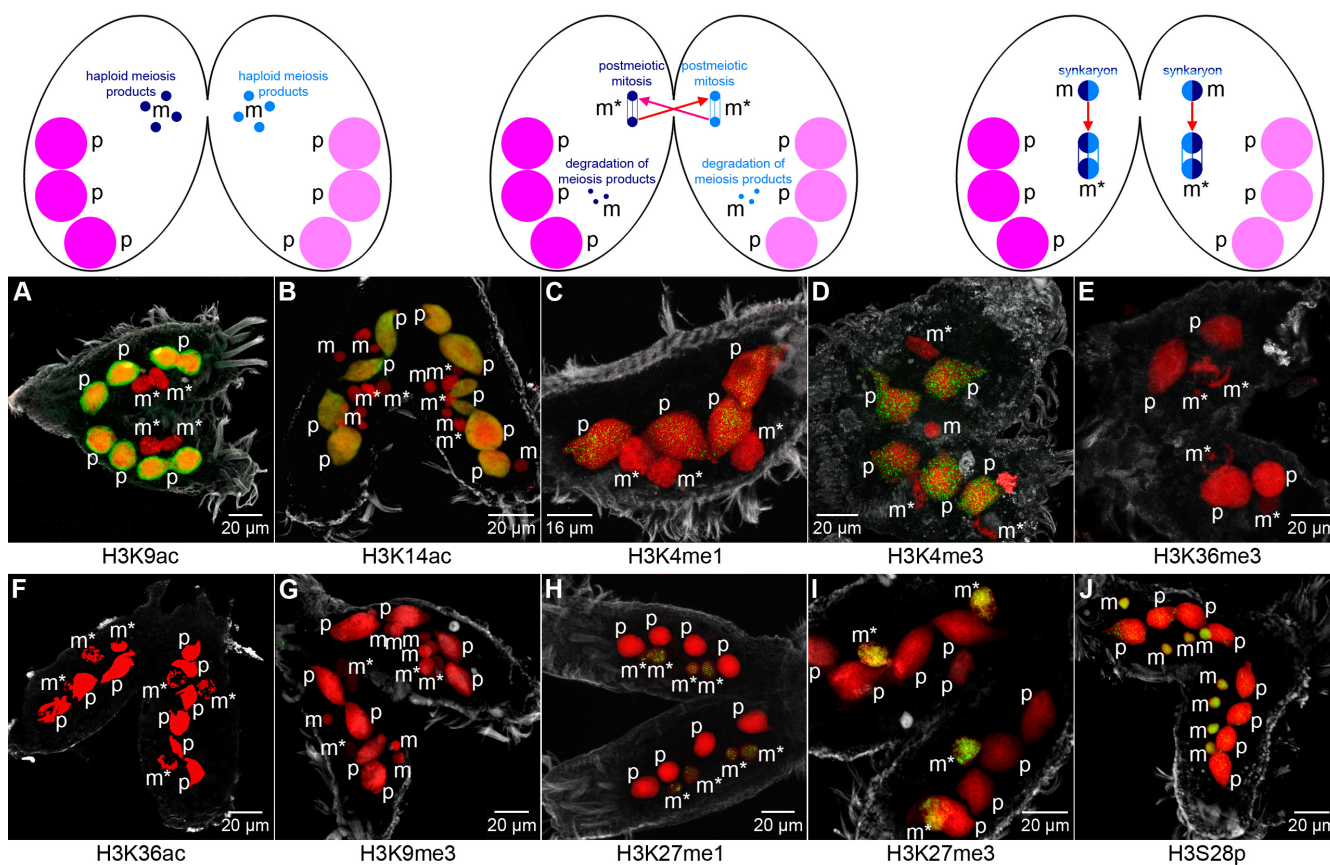 haploid meiosis
products
m
p
p
p
haploid meiosis
products
m
p
p
p
postmeiotic
mitosis
m*
degradation of
meiosis products
m
p
p
p
postmeiotic
mitosis
m*
degradation of
meiosis products
m
p
p
p
synkaryon
m
m*
p
p
p
synkaryon
m
m*
p
p
p
A
p
p
m*
m*
m*
m*
p
p
20 µm
H3K9ac
B
p
p
m
m
m
p
m*
m*
m*
m*
m
m
m*
p
p
p
m
20 µm
H3K14ac
C
p
p
p
m*
m*
16 µm
H3K4me1
D
m*
p
p
m
p
p
m*
m*
20 µm
H3K4me3
E
p
p
m*
m*
m*
p
p
m*
20 µm
H3K36me3
F
m*
m*
m*
p
p
p
p
m*
m*
p
p
m*
p
20 µm
H3K36ac
G
p
p
m
m
m
m
m*
m*
p
p
p
m
p
m*
m
m
p
20 µm
H3K9me3
H
p
p
p
p
m*
m*
m*
m*
p
p
p
p
m*
m*
m*
m*
20 µm
H3K27me1
I
m*
m*
p
p
p
p
p
m*
p
p
m*
p
20 µm
H3K27me3
J
m
p
p
p
m
m
m
m
m
m
m
p
p
p
p
20 µm
H3S28p